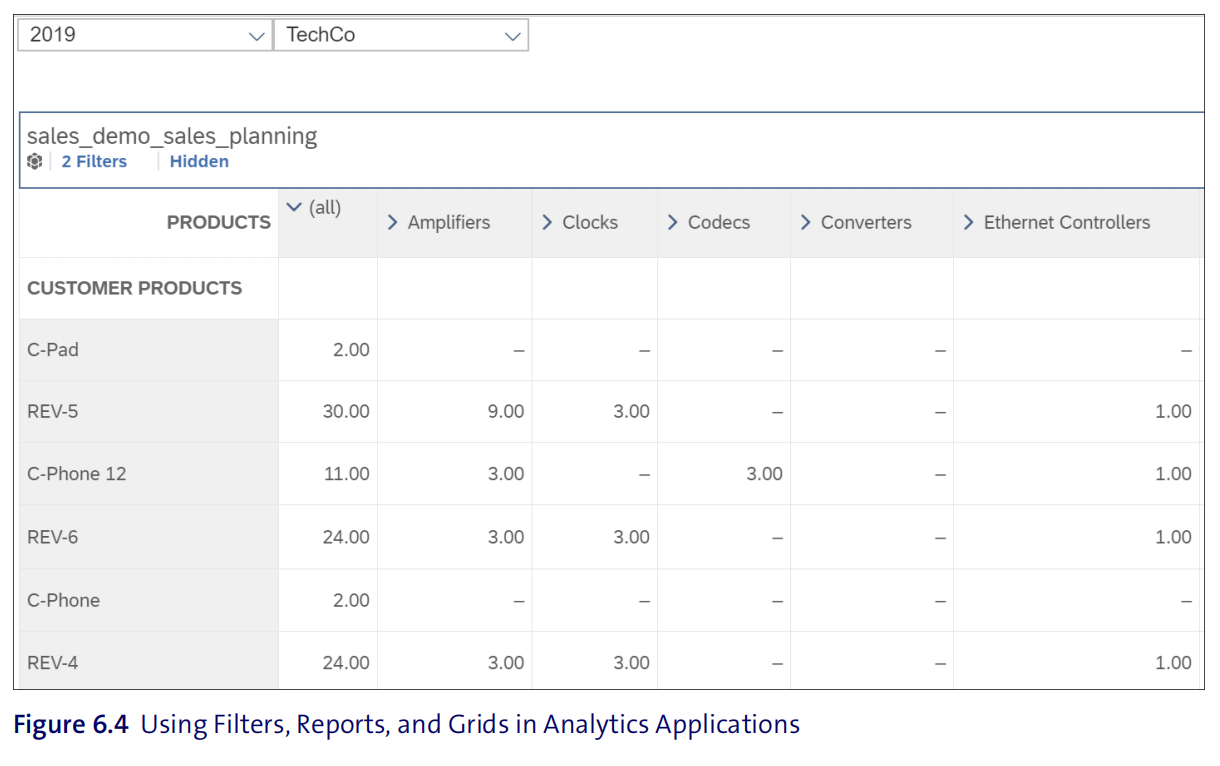 2019 TechCo
sales_demo_sales_planning
2 Filters Hidden
PRODUCTS (all) Amplifiers Clocks Codecs Converters Ethernet Controllers
CUSTOMER PRODUCTS
C-Pad 2.00 – – – – –
REV-5 30.00 9.00 3.00 – – 1.00
C-Phone 12 11.00 3.00 – 3.00 – 1.00
REV-6 24.00 3.00 3.00 – – 1.00
C-Phone 2.00 – – – – –
REV-4 24.00 3.00 3.00 – – 1.00
Figure 6.4 Using Filters, Reports, and Grids in Analytics Applications